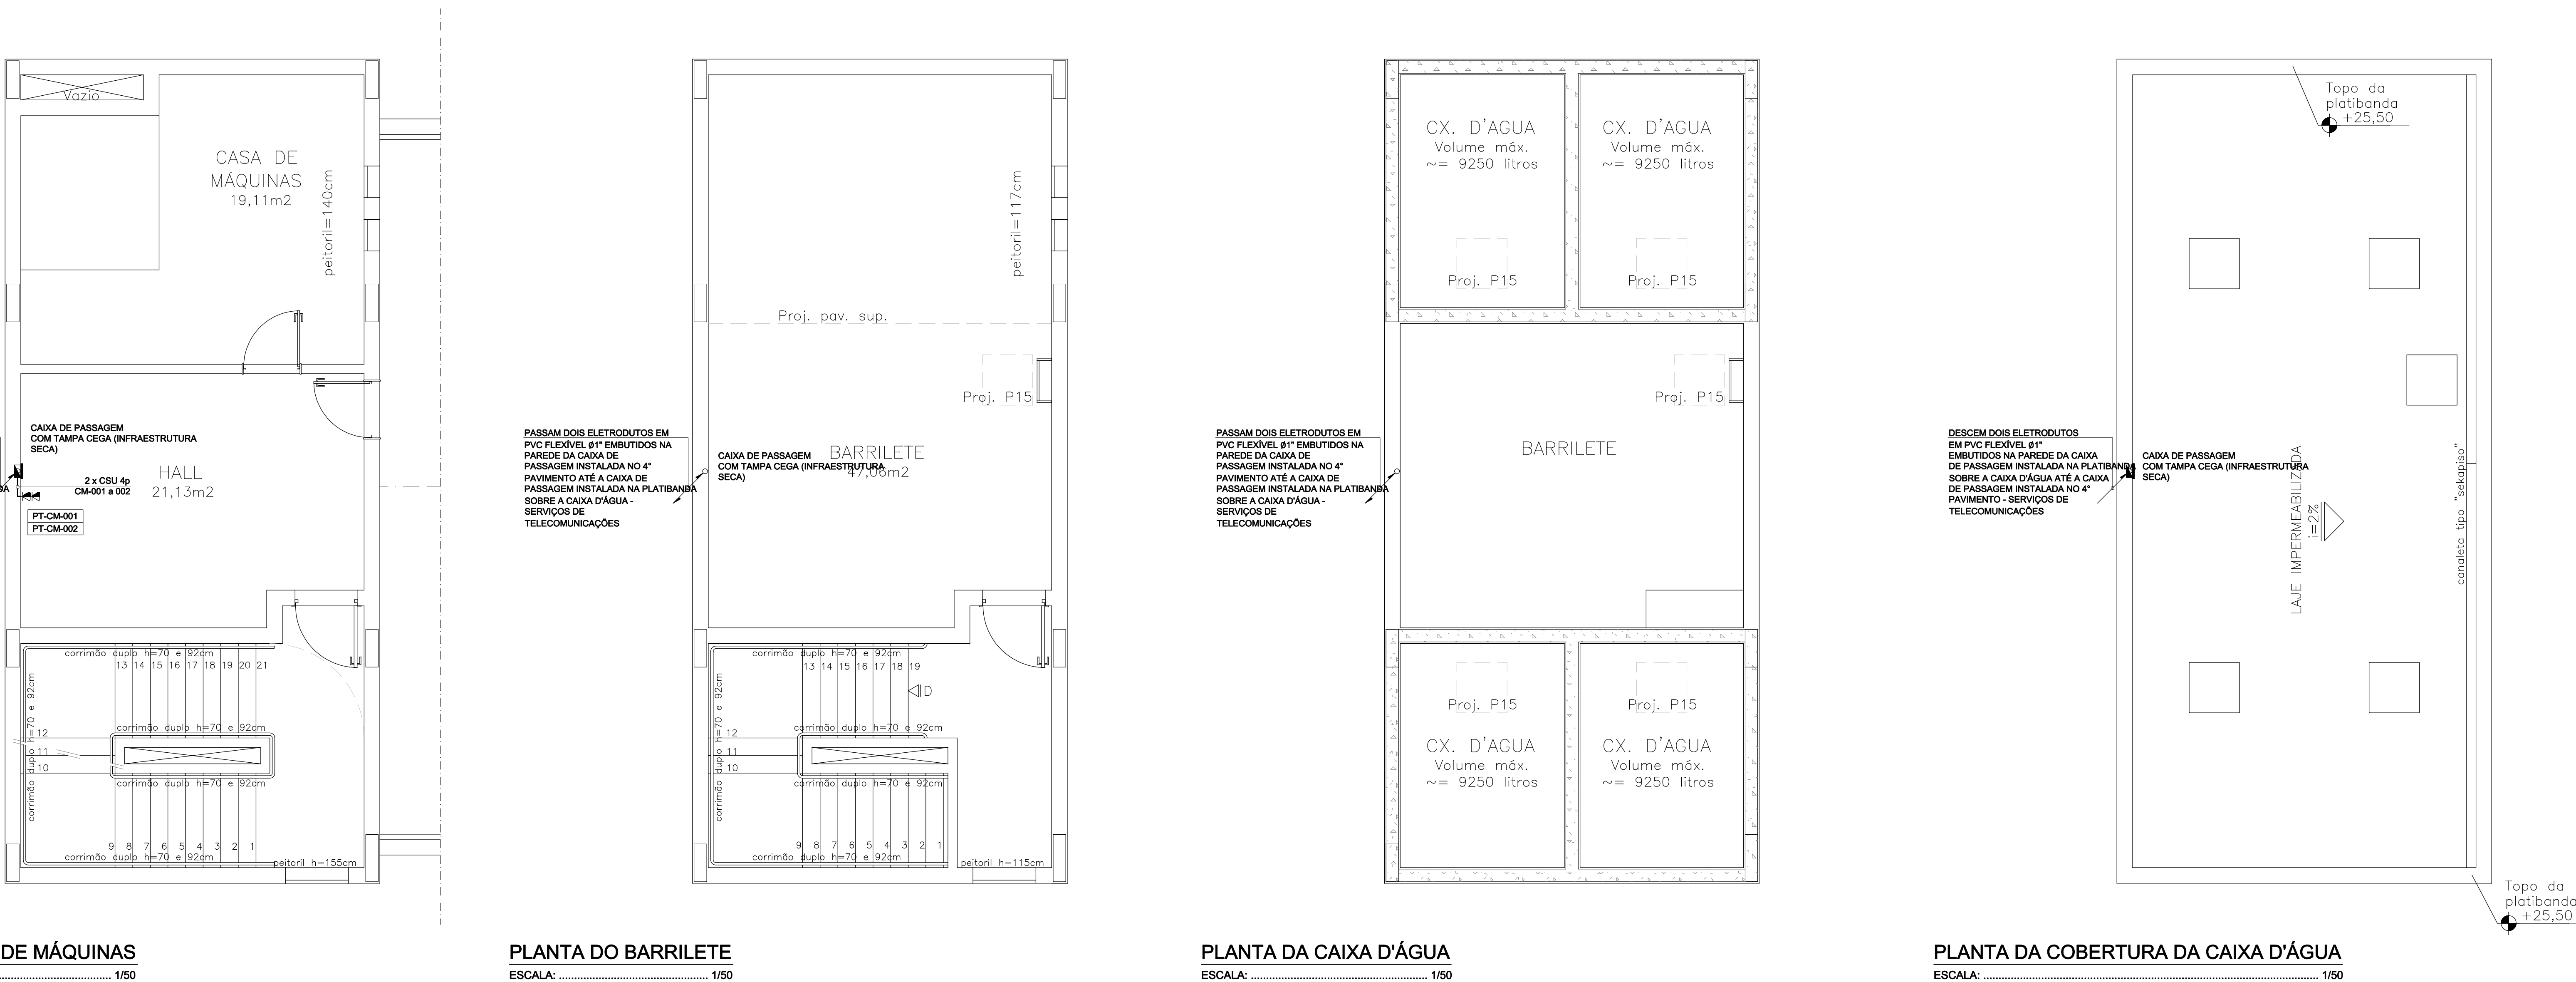 Vazio
CASA DE
MÁQUINAS
19,11m2
peitoril=140cm
CAIXA DE PASSAGEM
COM TAMPA CEGA (INFRAESTRUTURA
SECA)
HALL
21,13m2
2 x CSU 4p
CM-001 a 002
DA
PT-CM-001
PT-CM-002
corrimão duplo h=70 e 92cm
13 14 15 16 17 18 19 20 21
corrimão duplo h=70 e 92cm
corrimão duplo h=70 e 92cm
12
11
10
corrimão duplo h=70 e 92cm
9 8 7 6 5 4 3 2 1
corrimão duplo h=70 e 92cm
peitoril h=155cm
DE MÁQUINAS
1/50
peitoril=117cm
Proj. pav. sup.
Proj. P15
PASSAM DOIS ELETRODUTOS EM
PVC FLEXÍVEL Ø1" EMBUTIDOS NA
PAREDE DA CAIXA DE
PASSAGEM INSTALADA NO 4°
PAVIMENTO ATÉ A CAIXA DE
PASSAGEM INSTALADA NA PLATIBANDA
SOBRE A CAIXA D'ÁGUA -
SERVIÇOS DE
TELECOMUNICAÇÕES
CAIXA DE PASSAGEM
COM TAMPA CEGA (INFRAESTRUTURA
SECA)
BARRILETE
47,06m2
corrimão duplo h=70 e 92cm
13 14 15 16 17 18 19
D
corrimão duplo h=70 e 92cm
corrimão duplo h=70 e 92cm
12
11
10
corrimão duplo h=70 e 92cm
9 8 7 6 5 4 3 2 1
corrimão duplo h=70 e 92cm
peitoril h=115cm
PLANTA DO BARRILETE
ESCALA: .................................................. 1/50
CX. D'AGUA
Volume máx.
~= 9250 litros
Proj. P15
CX. D'AGUA
Volume máx.
~= 9250 litros
Proj. P15
Proj. P15
PASSAM DOIS ELETRODUTOS EM
PVC FLEXÍVEL Ø1" EMBUTIDOS NA
PAREDE DA CAIXA DE
PASSAGEM INSTALADA NO 4°
PAVIMENTO ATÉ A CAIXA DE
PASSAGEM INSTALADA NA PLATIBANDA
SOBRE A CAIXA D'ÁGUA -
SERVIÇOS DE
TELECOMUNICAÇÕES
BARRILETE
Proj. P15
CX. D'AGUA
Volume máx.
~= 9250 litros
Proj. P15
CX. D'AGUA
Volume máx.
~= 9250 litros
PLANTA DA CAIXA D'ÁGUA
ESCALA: .......................................................... 1/50
Topo da
platibanda
+25,50
DESCEM DOIS ELETRODUTOS
EM PVC FLEXÍVEL Ø1"
EMBUTIDOS NA PAREDE DA CAIXA
DE PASSAGEM INSTALADA NA PLATIBANDA
SOBRE A CAIXA D'ÁGUA ATÉ A CAIXA
DE PASSAGEM INSTALADA NO 4°
PAVIMENTO - SERVIÇOS DE
TELECOMUNICAÇÕES
CAIXA DE PASSAGEM
COM TAMPA CEGA (INFRAESTRUTURA
SECA)
LAJE IMPERMEABILIZADA
i=2%
canaleta tipo "sekapiso"
Topo da
platibanda
+25,50
PLANTA DA COBERTURA DA CAIXA D'ÁGUA
ESCALA: ................................................................................................................ 1/50